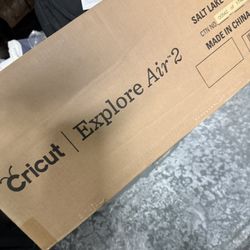 Cricut | Explore Air 2
SALT LAKE
CTN NO.
MADE IN CHINA